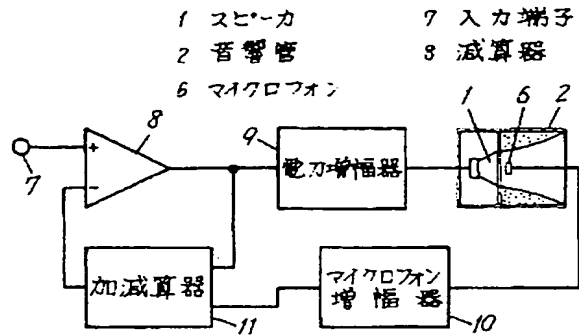 1 スピーカ
2 音響管
6 マイクロフォン
7 入力端子
8 減算器
8
+
−
7
9
電力増幅器
1 6 2
加減算器
11
マイクロフォン
増幅器
10